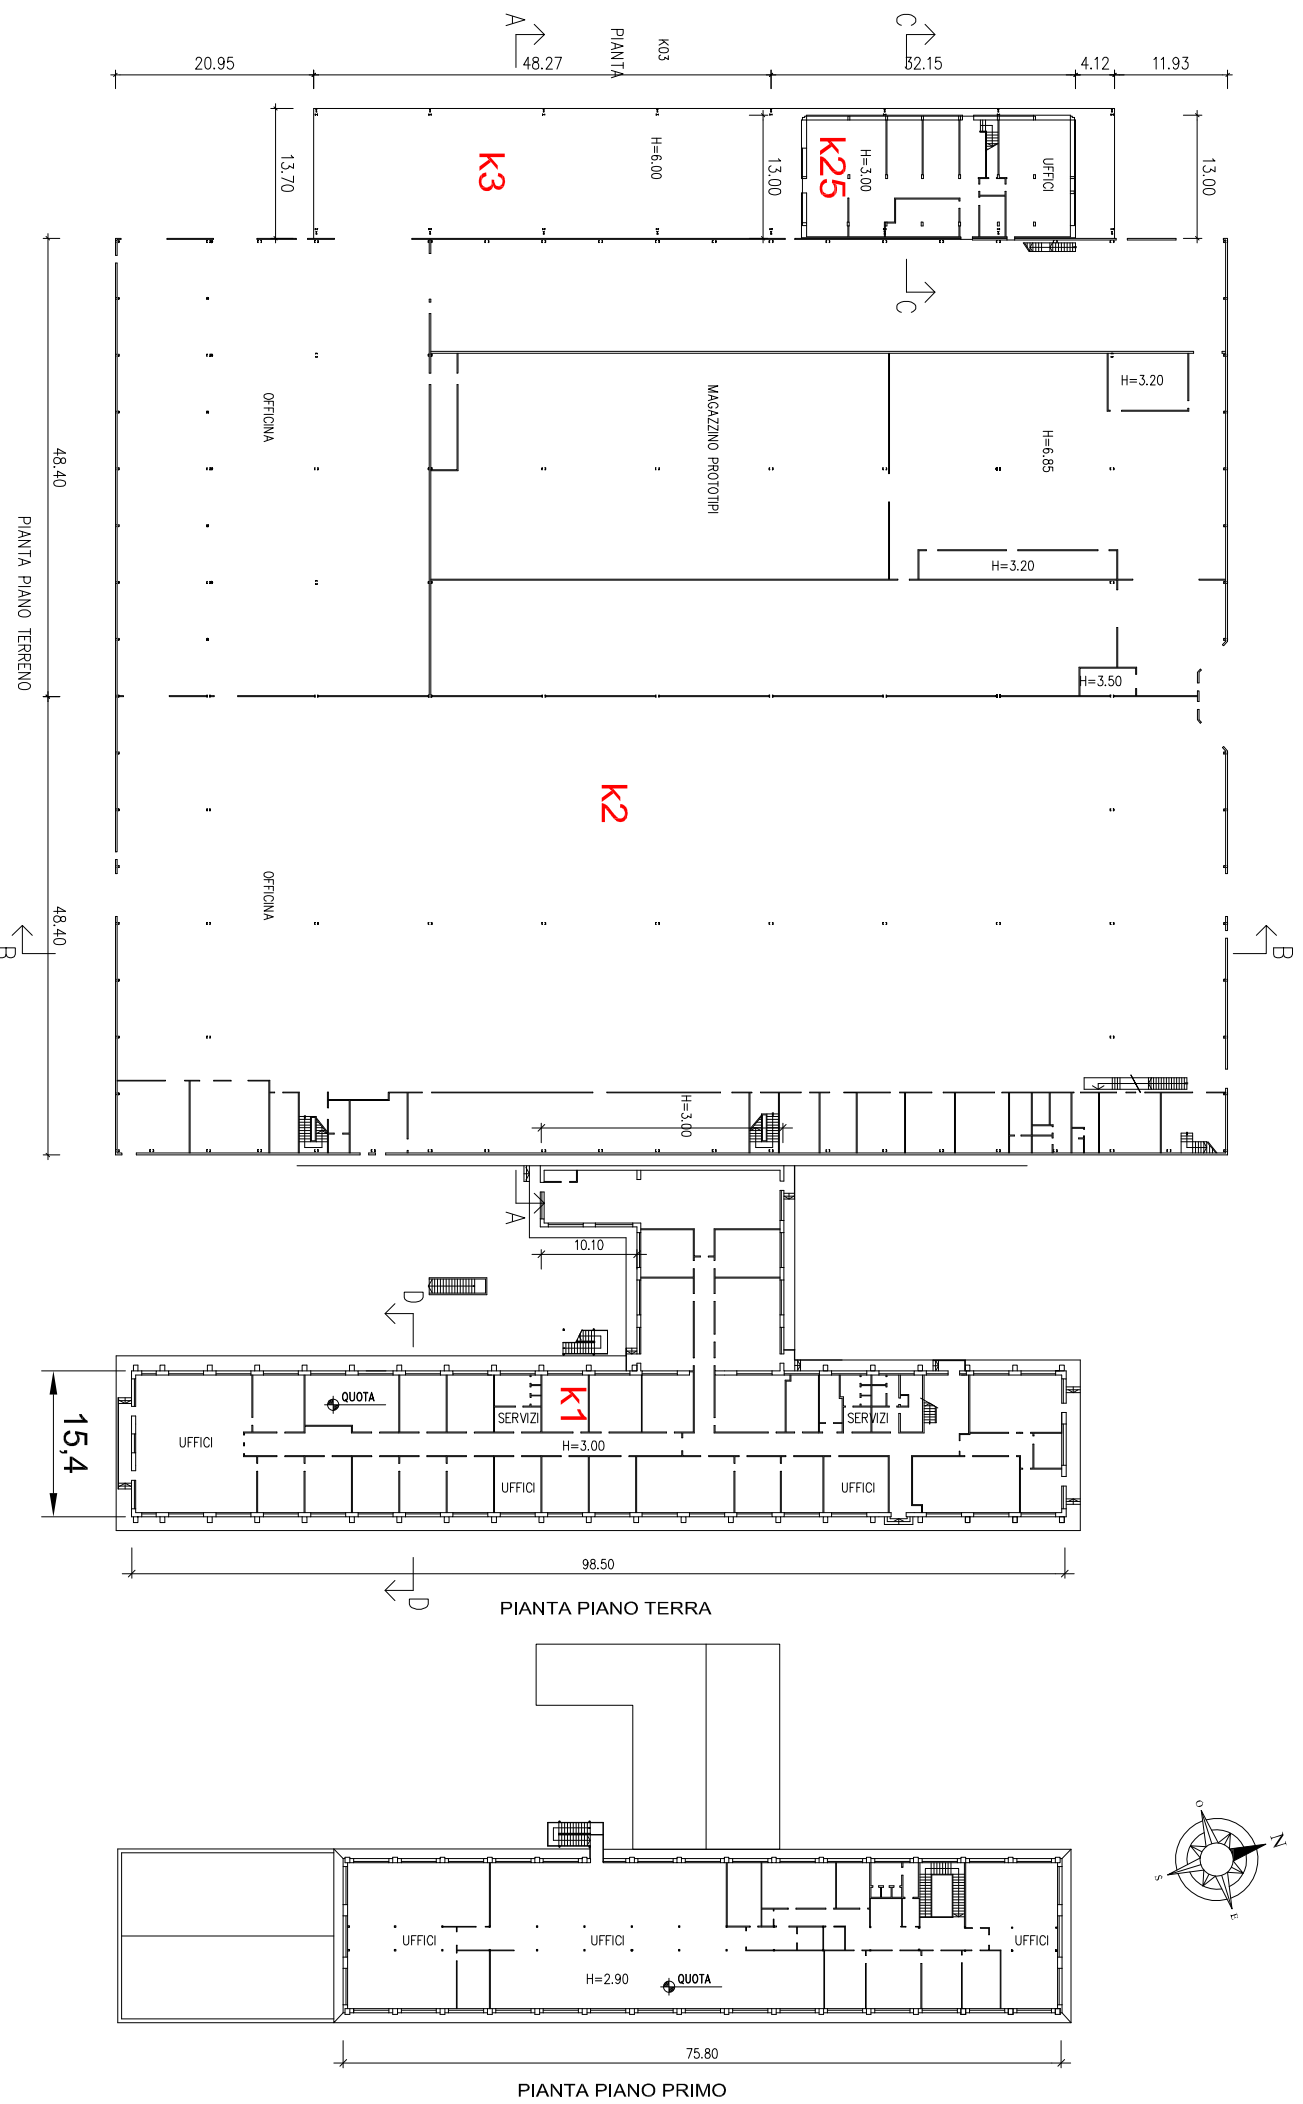 A
C
PIANTA
K03
20.95
48.27
32.15
4.12
11.93
13.70
k3
H=6.00
13.00
k25
H=3.00
UFFICI
13.00
C
H=3.20
OFFICINA
MAGAZZINO PROTOTIPI
H=6.85
48.40
PIANTA PIANO TERRENO
H=3.20
H=3.50
k2
OFFICINA
48.40
B
B
H=3.00
A
10.10
D
QUOTA
k1
SERVIZI
SERVIZI
15,4
UFFICI
H=3.00
UFFICI
UFFICI
98.50
D
PIANTA PIANO TERRA
O
N
S
E
UFFICI
UFFICI
UFFICI
H=2.90
QUOTA
75.80
PIANTA PIANO PRIMO